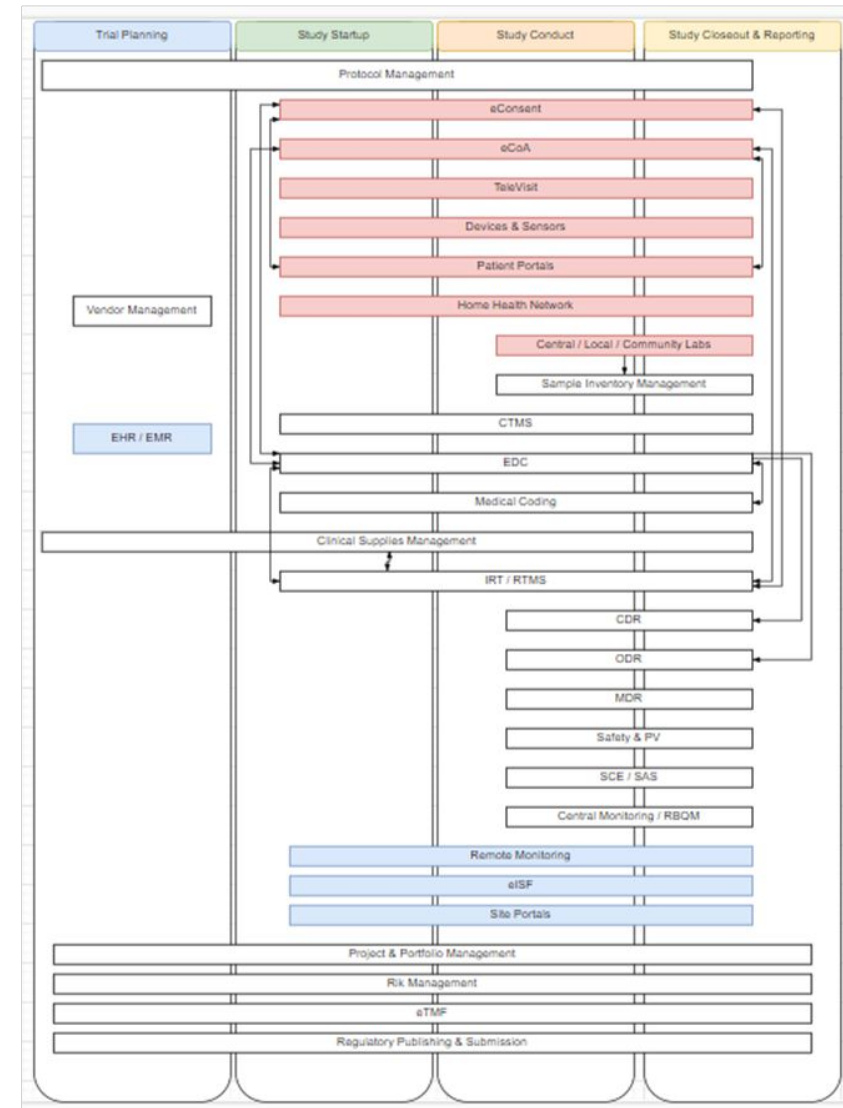 Trial Planning
Study Startup
Study Conduct
Study Closeout & Reporting
Protocol Management
eConsent
eCoA
TeleVisit
Devices & Sensors
Patient Portals
Home Health Network
Vendor Management
Central / Local / Community Labs
Sample Inventory Management
CTMS
EHR / EMR
EDC
Medical Coding
Clinical Supplies Management
IRT / RTMS
CDR
ODR
MDR
Safety & PV
SCE / SAS
Central Monitoring / RBQM
Remote Monitoring
eISF
Site Portals
Project & Portfolio Management
Rik Management
eTMF
Regulatory Publishing & Submission